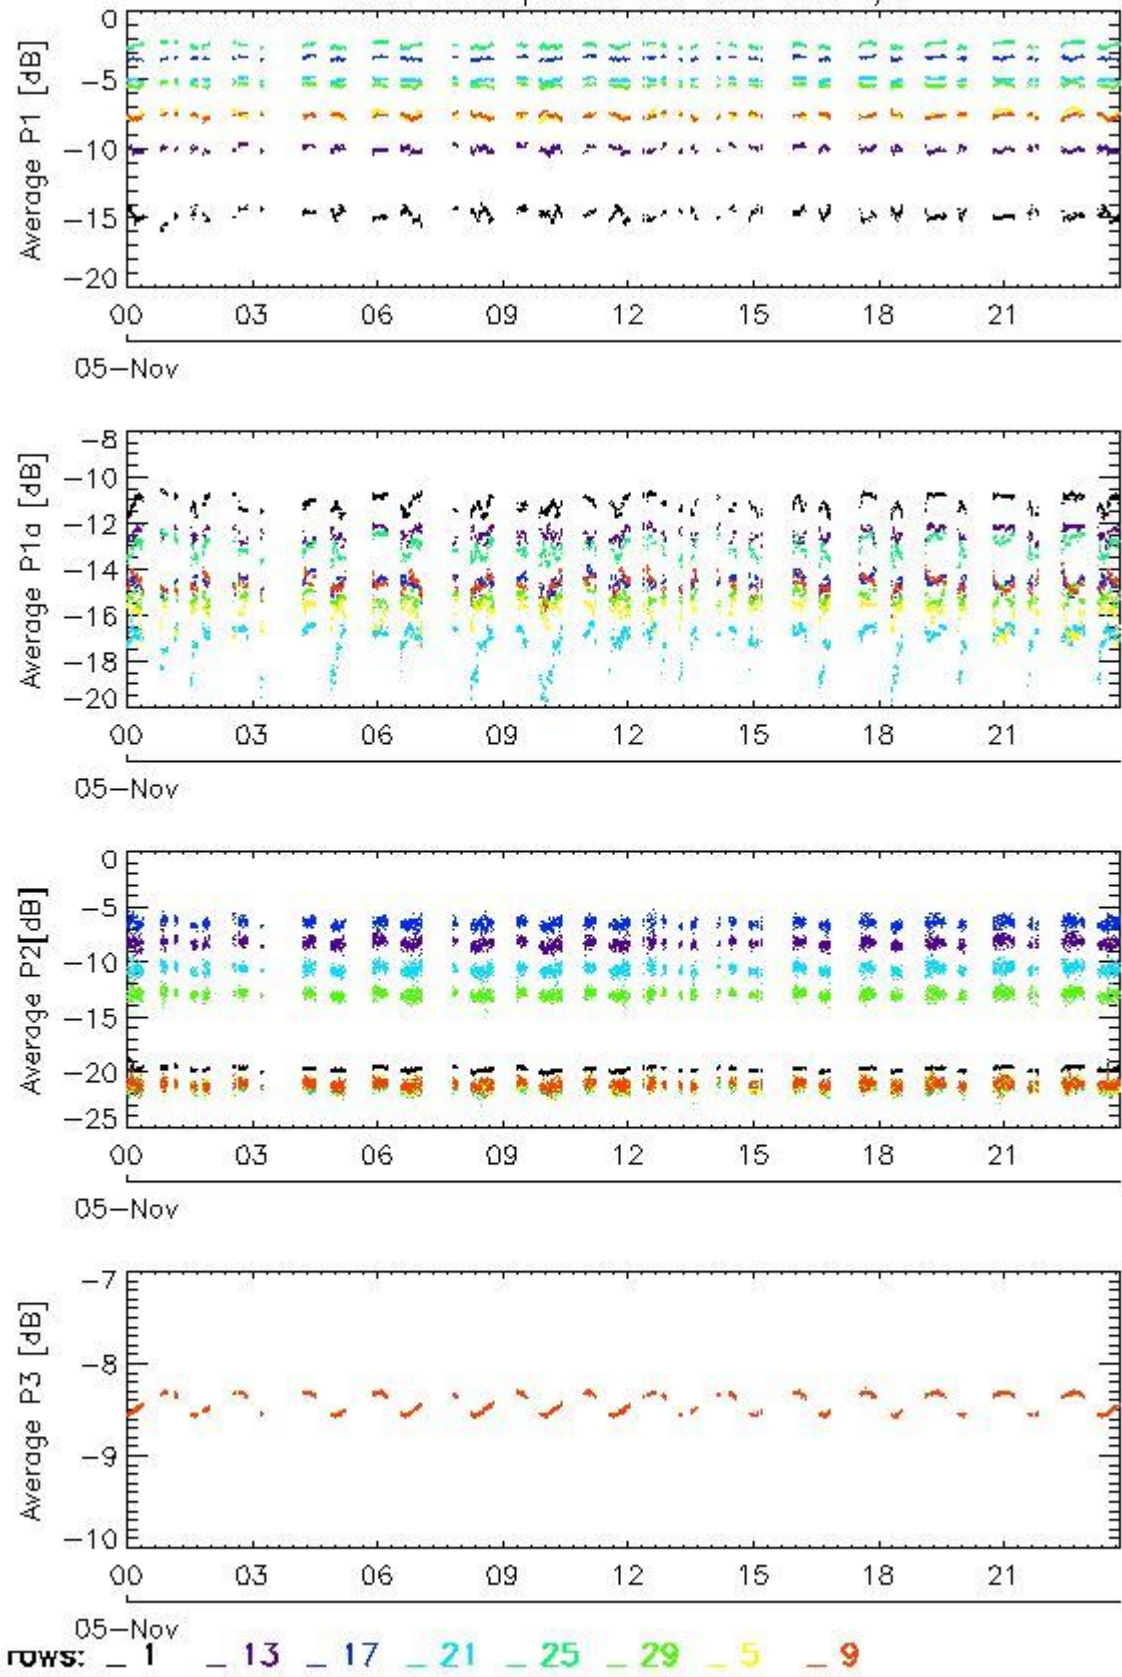 0
−5
−10
−15
−20
Average P1 [dB]
00 03 06 09 12 15 18 21
05−Nov
−8
−10
−12
−14
−16
−18
−20
Average P1a [dB]
00 03 06 09 12 15 18 21
05−Nov
0
−5
−10
−15
−20
−25
Average P2[dB]
00 03 06 09 12 15 18 21
05−Nov
−7
−8
−9
−10
Average P3 [dB]
00 03 06 09 12 15 18 21
05−Nov
rows: _ 1 _ 13 _ 17 _ 21 _ 25 _ 29 _ 5 _ 9